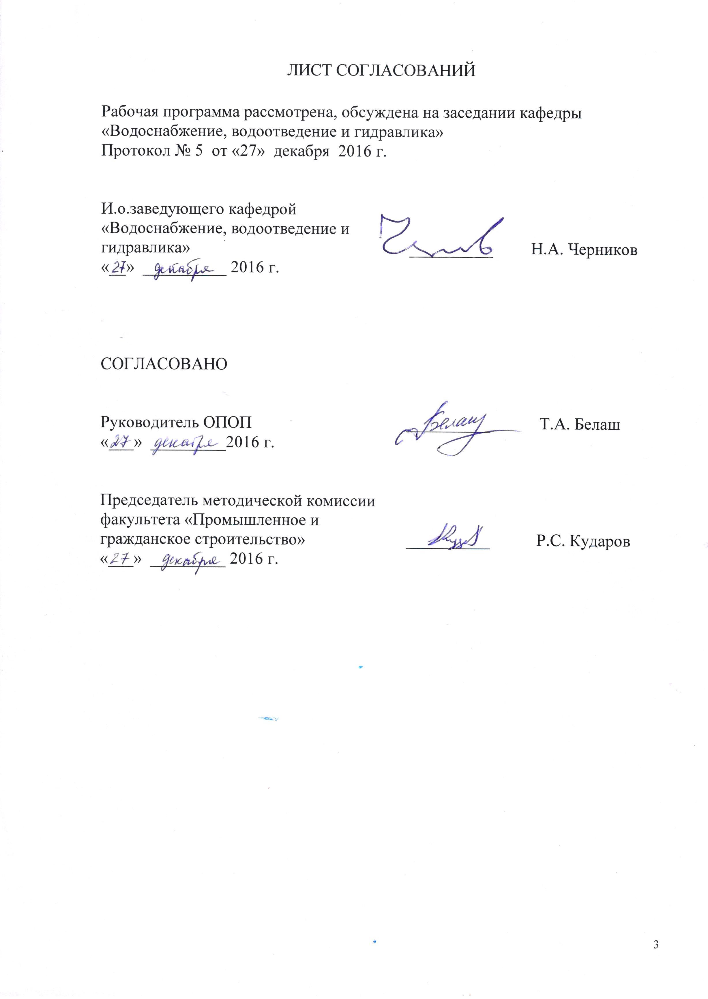 ЛИСТ СОГЛАСОВАНИЙ
Рабочая программа рассмотрена, обсуждена на заседании кафедры
«Водоснабжение, водоотведение и гидравлика»
Протокол № 5 от «27» декабря 2016 г.
И.о.заведующего кафедрой
«Водоснабжение, водоотведение и
гидравлика» Н.А. Черников
«27» декабря 2016 г.
СОГЛАСОВАНО
Руководитель ОПОП Белаш Т.А. Белаш
«27» декабря 2016 г.
Председатель методической комиссии
факультета «Промышленное и
гражданское строительство» Р.С. Кударов
«27» декабря 2016 г.
3